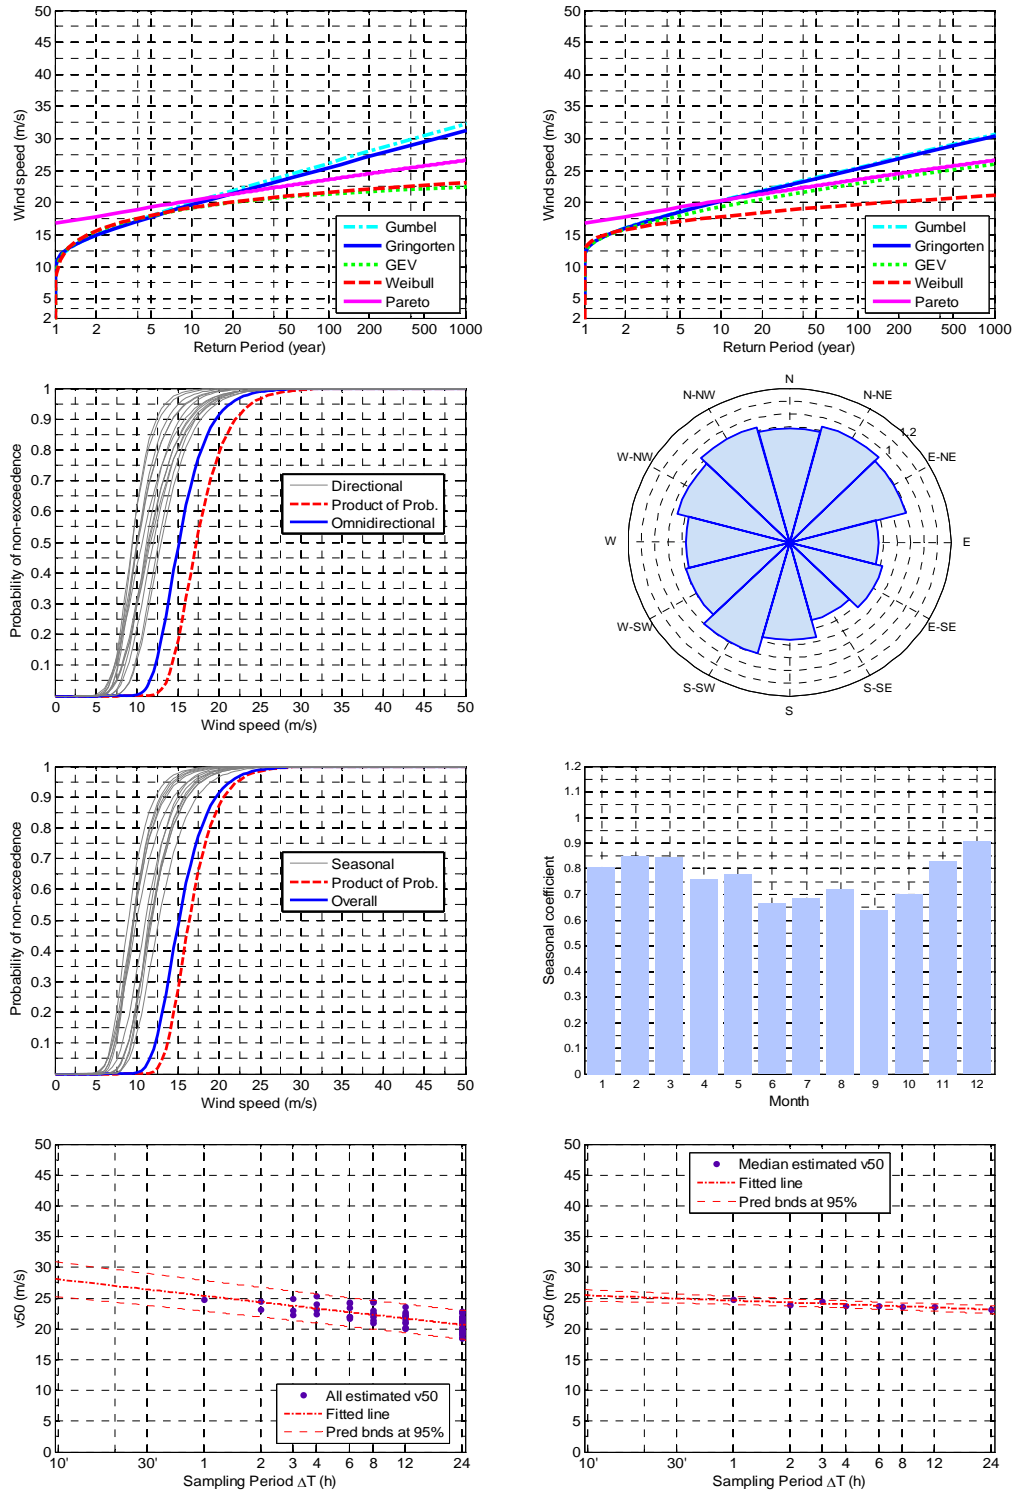 50
45
40
35
30
25
20
15
10
5
2
Wind speed (m/s)
Gumbel
Gringorten
GEV
Weibull
Pareto
1 2 5 10 20 50 100 200 500 1000
Return Period (year)
50
45
40
35
30
25
20
15
10
5
2
Wind speed (m/s)
Gumbel
Gringorten
GEV
Weibull
Pareto
1 2 5 10 20 50 100 200 500 1000
Return Period (year)
1
0.9
0.8
0.7
0.6
0.5
0.4
0.3
0.2
0.1
Probability of non-exceedence
Directional
Product of Prob.
Omnidirectional
0 5 10 15 20 25 30 35 40 45 50
Wind speed (m/s)
N
N-NW N-NE
1.2
1
W-NW E-NE
W E
W-SW E-SE
S-SW S-SE
S
1
0.9
0.8
0.7
0.6
0.5
0.4
0.3
0.2
0.1
Probability of non-exceedence
Seasonal
Product of Prob.
Overall
0 5 10 15 20 25 30 35 40 45 50
Wind speed (m/s)
1.2
1.1
1
0.9
0.8
0.7
0.6
0.5
0.4
0.3
0.2
0.1
0
Seasonal coefficient
1 2 3 4 5 6 7 8 9 10 11 12
Month
50
45
40
35
30
25
20
15
10
5
0
v50 (m/s)
All estimated v50
Fitted line
Pred bnds at 95%
10' 30' 1 2 3 4 6 8 12 24
Sampling Period ΔT (h)
50
45
40
35
30
25
20
15
10
5
0
v50 (m/s)
Median estimated v50
Fitted line
Pred bnds at 95%
10' 30' 1 2 3 4 6 8 12 24
Sampling Period ΔT (h)